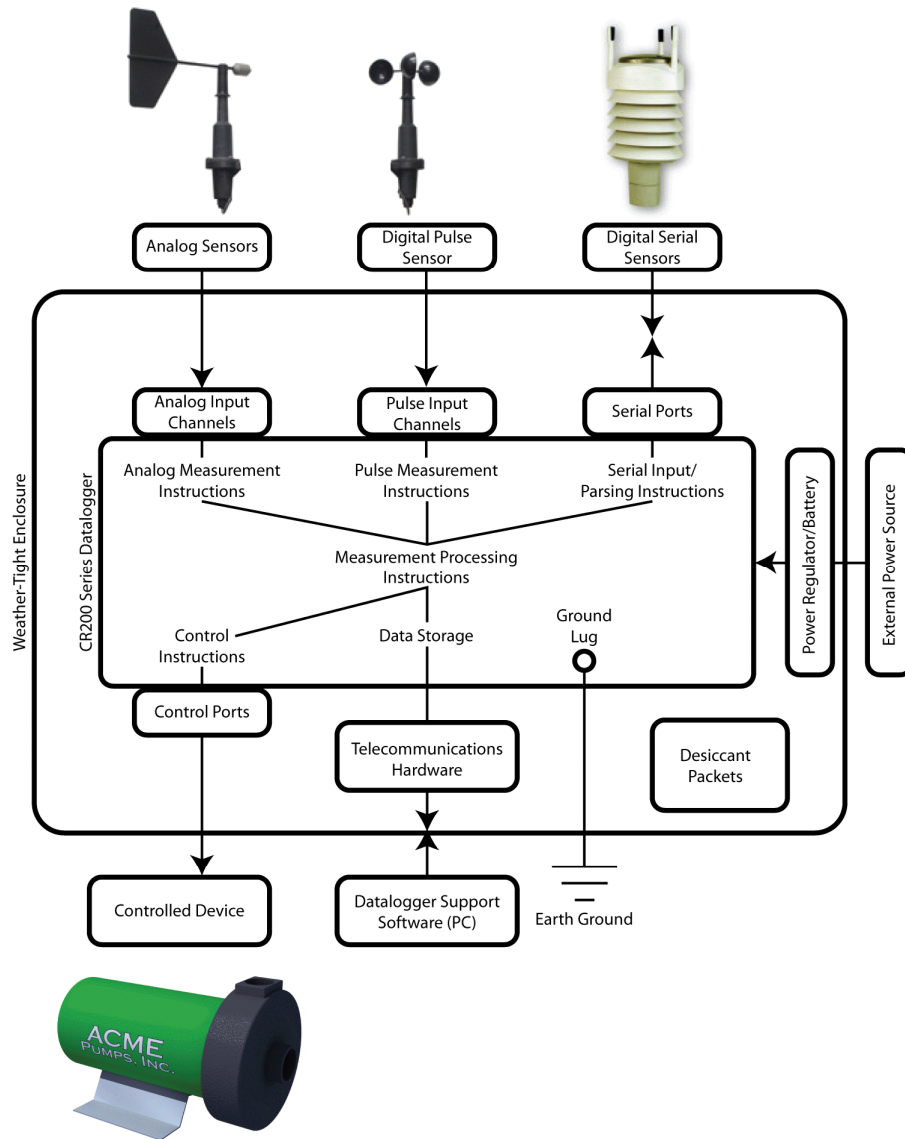 Analog Sensors
Digital Pulse
Sensor
Digital Serial
Sensors
Weather-Tight Enclosure
Analog Input
Channels
Pulse Input
Channels
Serial Ports
CR200 Series Datalogger
Analog Measurement
Instructions
Pulse Measurement
Instructions
Serial Input/
Parsing Instructions
Measurement Processing
Instructions
Control
Instructions
Data Storage
Ground
Lug
Power Regulator/Battery
External Power Source
Control Ports
Telecommunications
Hardware
Desiccant
Packets
Controlled Device
Datalogger Support
Software (PC)
Earth Ground
ACME
PUMPS, INC.